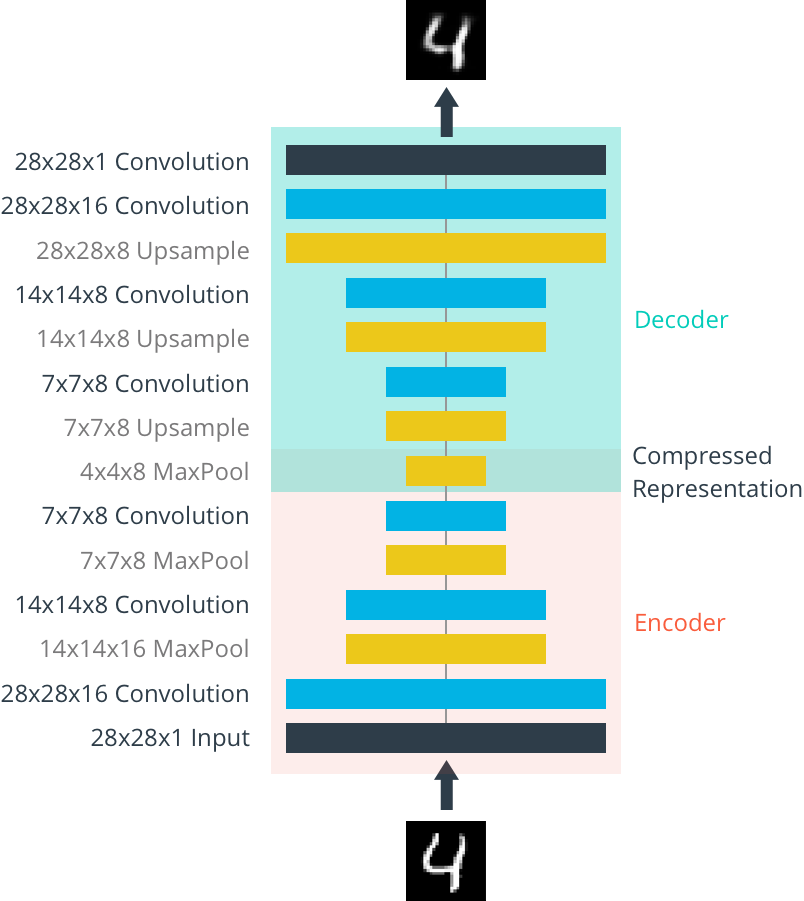 4
28x28x1 Convolution
28x28x16 Convolution
28x28x8 Upsample
14x14x8 Convolution
14x14x8 Upsample
Decoder
7x7x8 Convolution
7x7x8 Upsample
4x4x8 MaxPool
Compressed
Representation
7x7x8 Convolution
7x7x8 MaxPool
14x14x8 Convolution
Encoder
14x14x16 MaxPool
28x28x16 Convolution
28x28x1 Input
4